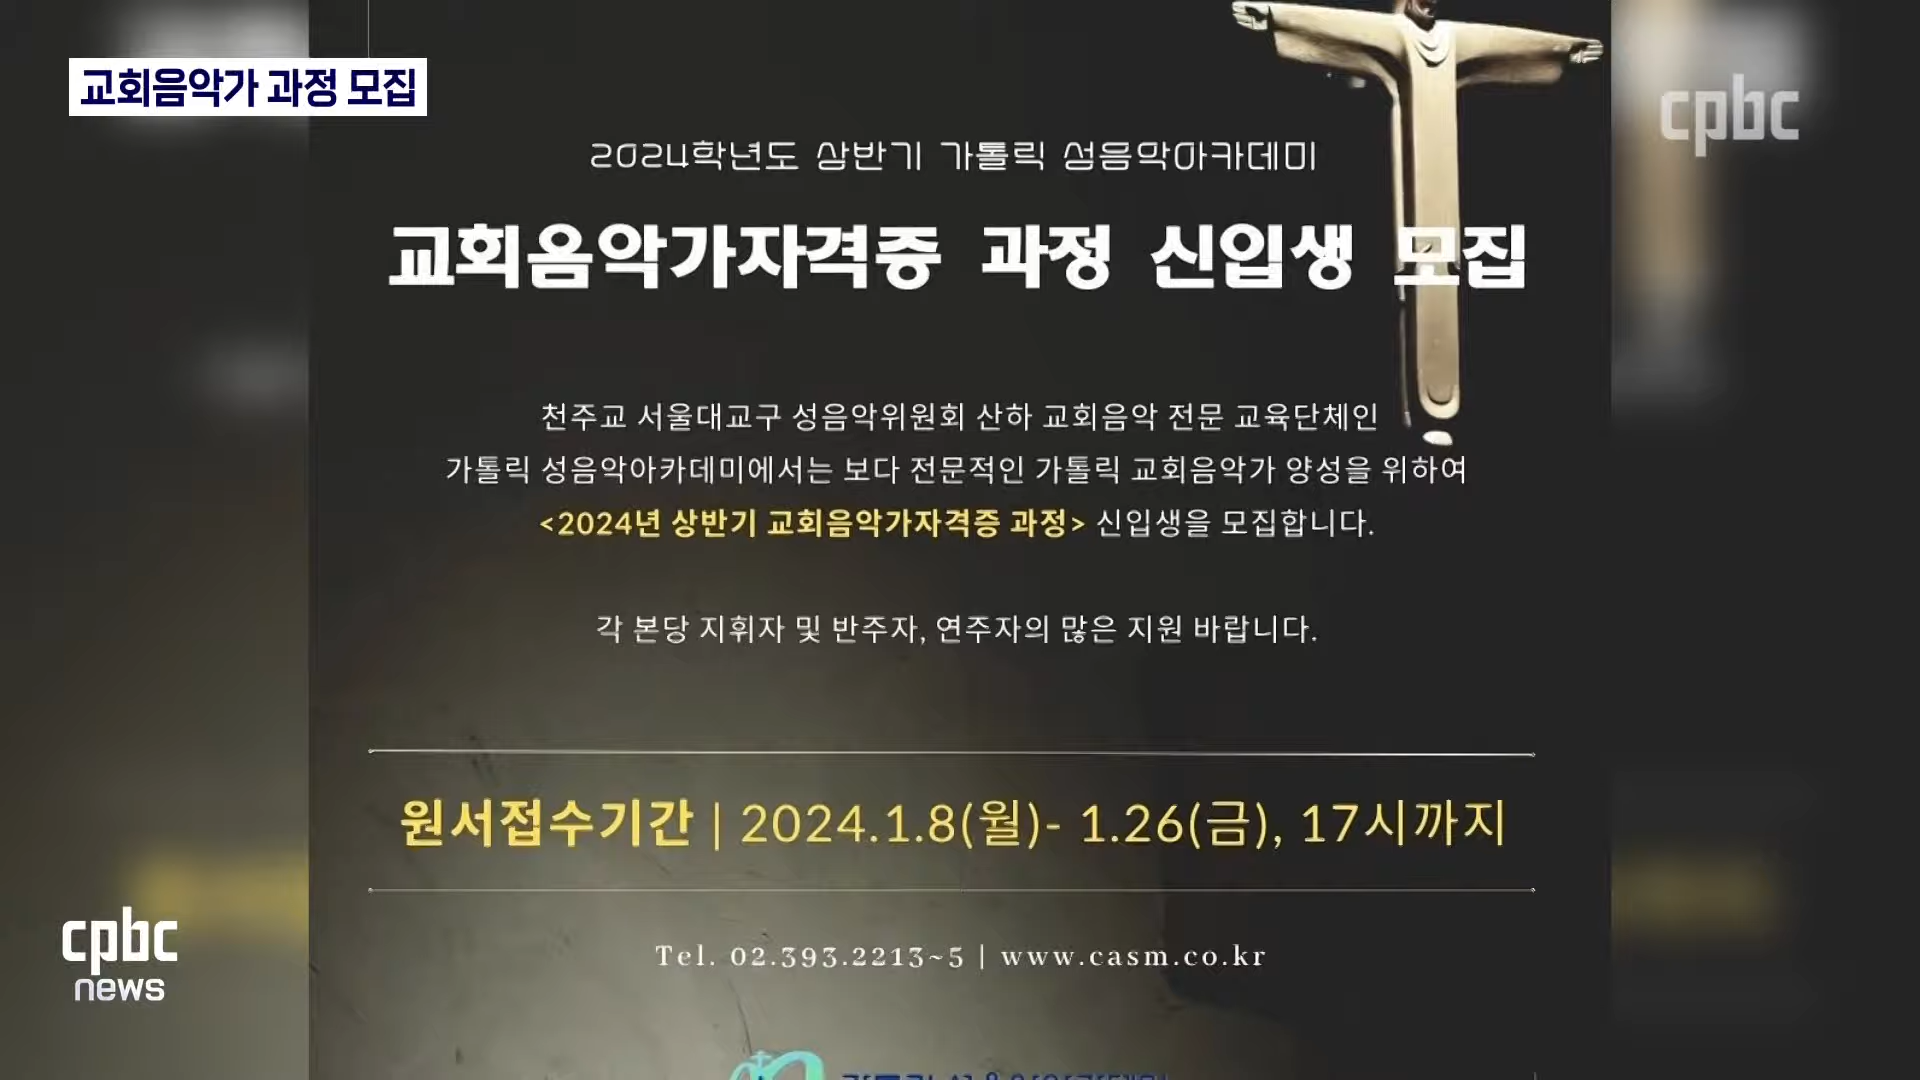 교회음악가 과정 모집
cpbc
2024학년도 상반기 가톨릭 성음악아카데미
교회음악가자격증 과정 신입생 모집
천주교 서울대교구 성음악위원회 산하 교회음악 전문 교육단체인
가톨릭 성음악아카데미에서는 보다 전문적인 가톨릭 교회음악가 양성을 위하여
<2024년 상반기 교회음악가자격증 과정> 신입생을 모집합니다.
각 본당 지휘자 및 반주자, 연주자의 많은 지원 바랍니다.
원서접수기간 | 2024.1.8(월)- 1.26(금), 17시까지
Tel. 02.393.2213~5 | www.casm.co.kr
cpbc
news